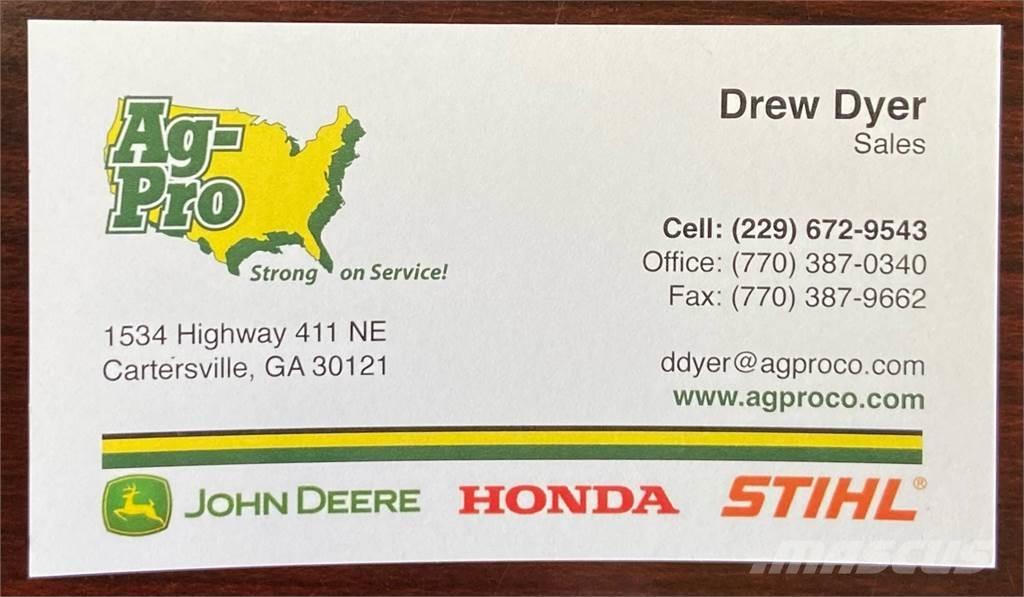 Ag-
Pro
Strong on Service!
1534 Highway 411 NE
Cartersville, GA 30121
Drew Dyer
Sales
Cell: (229) 672-9543
Office: (770) 387-0340
Fax: (770) 387-9662
ddyer@agproco.com
www.agproco.com
JOHN DEERE
HONDA
STIHL®
MASCUS